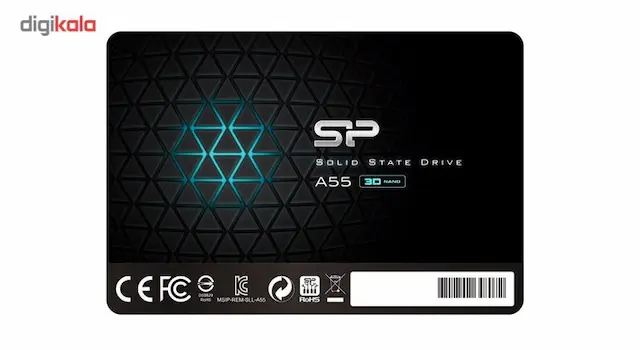 digikala
SP
SOLID STATE DRIVE
A55 3D NAND
CE FC RoHS
MSIP-REM-SLL-A55